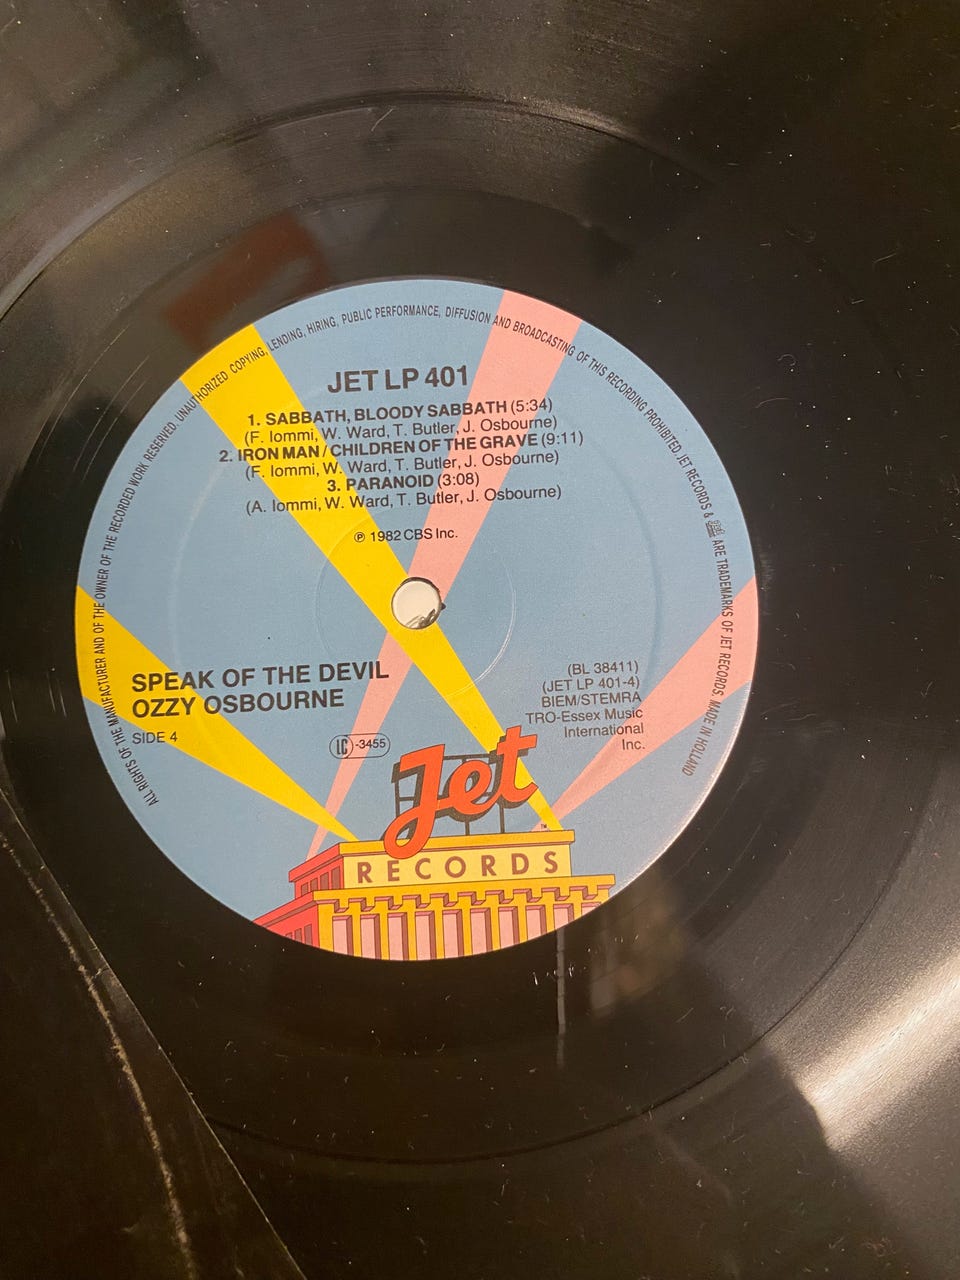 ALL RIGHTS OF THE MANUFACTURER AND OF THE OWNER OF THE RECORDED WORK RESERVED. UNAUTHORIZED COPYING, LENDING, HIRING, PUBLIC PERFORMANCE, DIFFUSION AND BROADCASTING OF THIS RECORDING PROHIBITED. JET RECORDS & ARE TRADEMARKS OF JET RECORDS. MADE IN HOLLAND
JET LP 401
1. SABBATH, BLOODY SABBATH (5:34)
(F. Iommi, W. Ward, T. Butler, J. Osbourne)
2. IRON MAN / CHILDREN OF THE GRAVE (9:11)
(F. Iommi, W. Ward, T. Butler, J. Osbourne)
3. PARANOID (3:08)
(A. Iommi, W. Ward, T. Butler, J. Osbourne)
℗ 1982 CBS Inc.
SPEAK OF THE DEVIL
OZZY OSBOURNE
SIDE 4
LC -3455
(BL 38411)
(JET LP 401-4)
BIEM/STEMRA
TRO-Essex Music
International
Inc.
Jet
TM
RECORDS